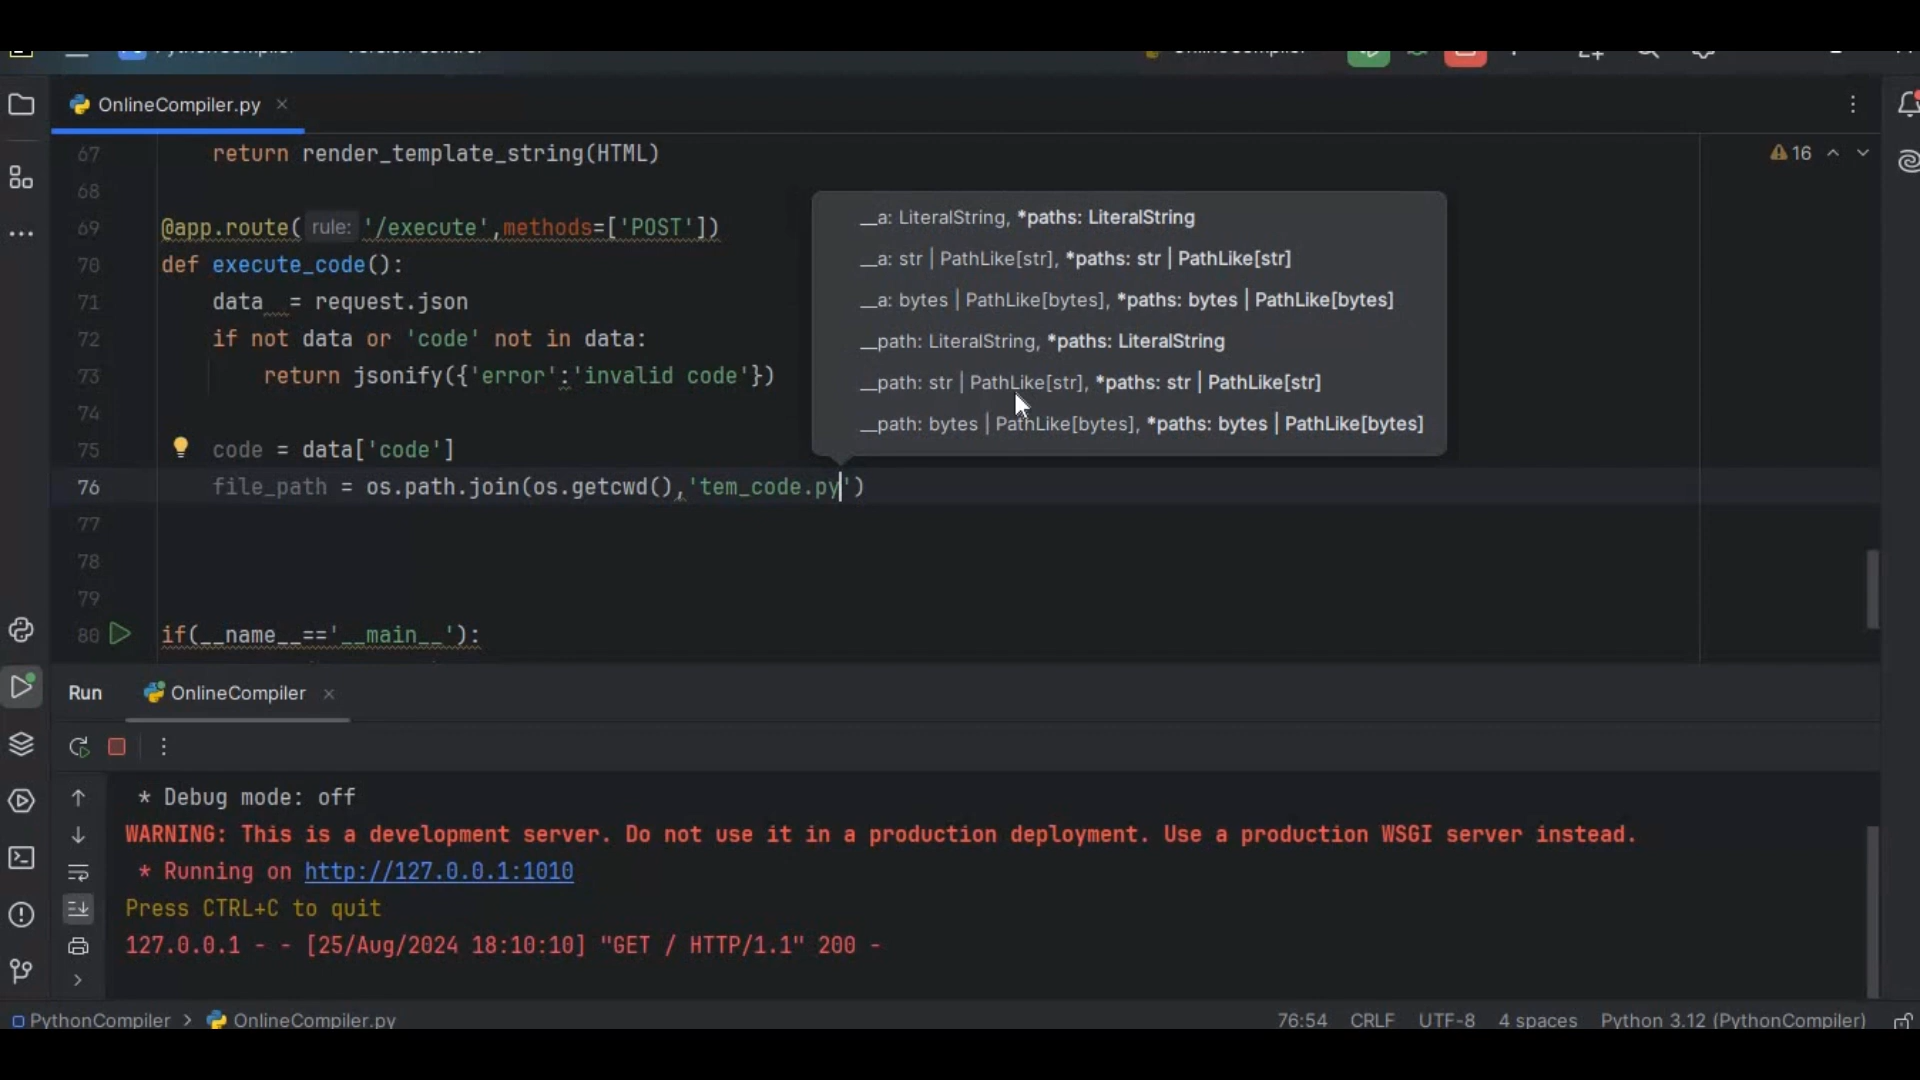 OnlineCompiler.py
67 return render_template_string(HTML)
16
68
69 @app.route( rule: '/execute',methods=['POST'])
70 def execute_code():
71 data = request.json
72 if not data or 'code' not in data:
73 return jsonify({'error':'invalid code'})
74
75 code = data['code']
76 file_path = os.path.join(os.getcwd(),'tem_code.py')
77
78
79
80 if(__name__=='__main__'):
__a: LiteralString, *paths: LiteralString
__a: str | PathLike[str], *paths: str | PathLike[str]
__a: bytes | PathLike[bytes], *paths: bytes | PathLike[bytes]
__path: LiteralString, *paths: LiteralString
__path: str | PathLike[str], *paths: str | PathLike[str]
__path: bytes | PathLike[bytes], *paths: bytes | PathLike[bytes]
Run OnlineCompiler
* Debug mode: off
WARNING: This is a development server. Do not use it in a production deployment. Use a production WSGI server instead.
* Running on http://127.0.0.1:1010
Press CTRL+C to quit
127.0.0.1 - - [25/Aug/2024 18:10:10] "GET / HTTP/1.1" 200 -
PythonCompiler > OnlineCompiler.py 76:54 CRLF UTF-8 4 spaces Python 3.12 (PythonCompiler)